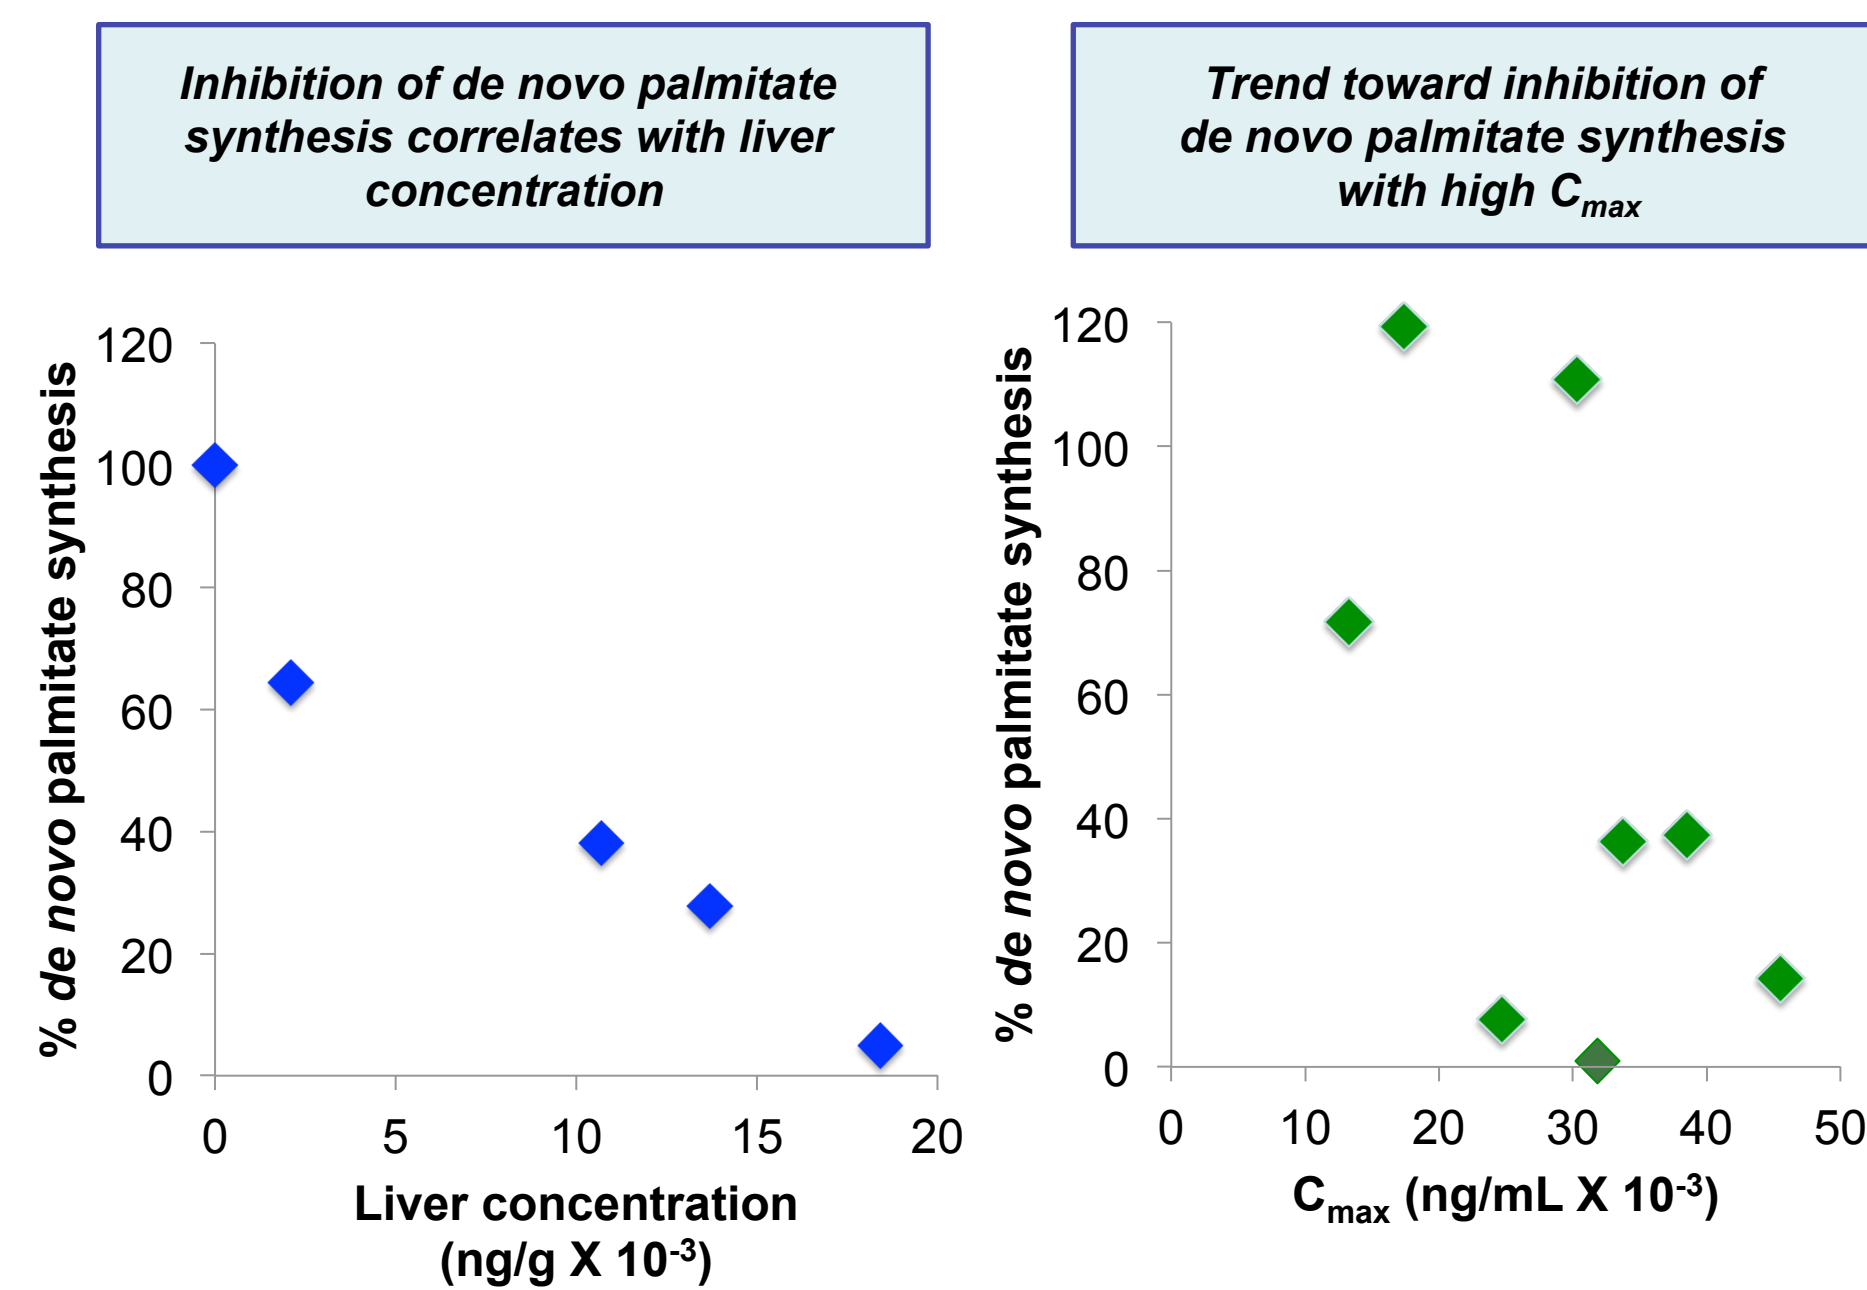 Inhibition of de novo palmitate
synthesis correlates with liver
concentration
Trend toward inhibition of
de novo palmitate synthesis
with high Cmax
% de novo palmitate synthesis
120
100
80
60
40
20
0
0 5 10 15 20
Liver concentration
(ng/g X 10-3)
% de novo palmitate synthesis
120
100
80
60
40
20
0
0 10 20 30 40 50
Cmax (ng/mL X 10-3)